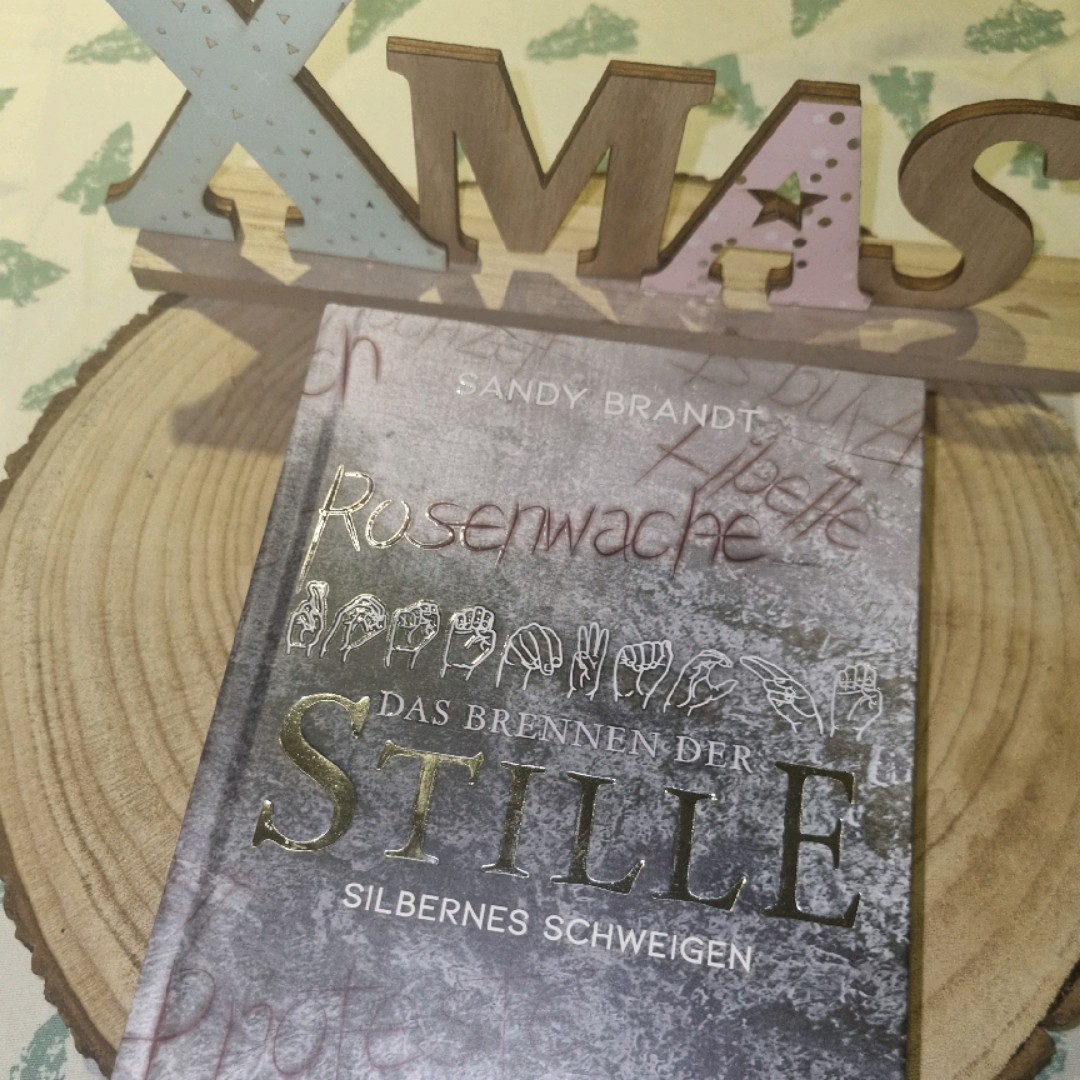 XMAS
SANDY BRANDT
Libelle
Rosenwache
DAS BRENNEN DER
STILLE
SILBERNES SCHWEIGEN